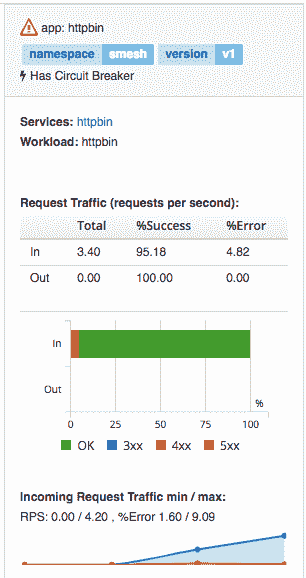 app: httpbin
namespace smesh version v1
Has Circuit Breaker
Services: httpbin
Workload: httpbin
Request Traffic (requests per second):
Total %Success %Error
In 3.40 95.18 4.82
Out 0.00 100.00 0.00
In
Out
%
0 25 50 75 100
OK 3xx 4xx 5xx
Incoming Request Traffic min / max:
RPS: 0.00 / 4.20 , %Error 1.60 / 9.09